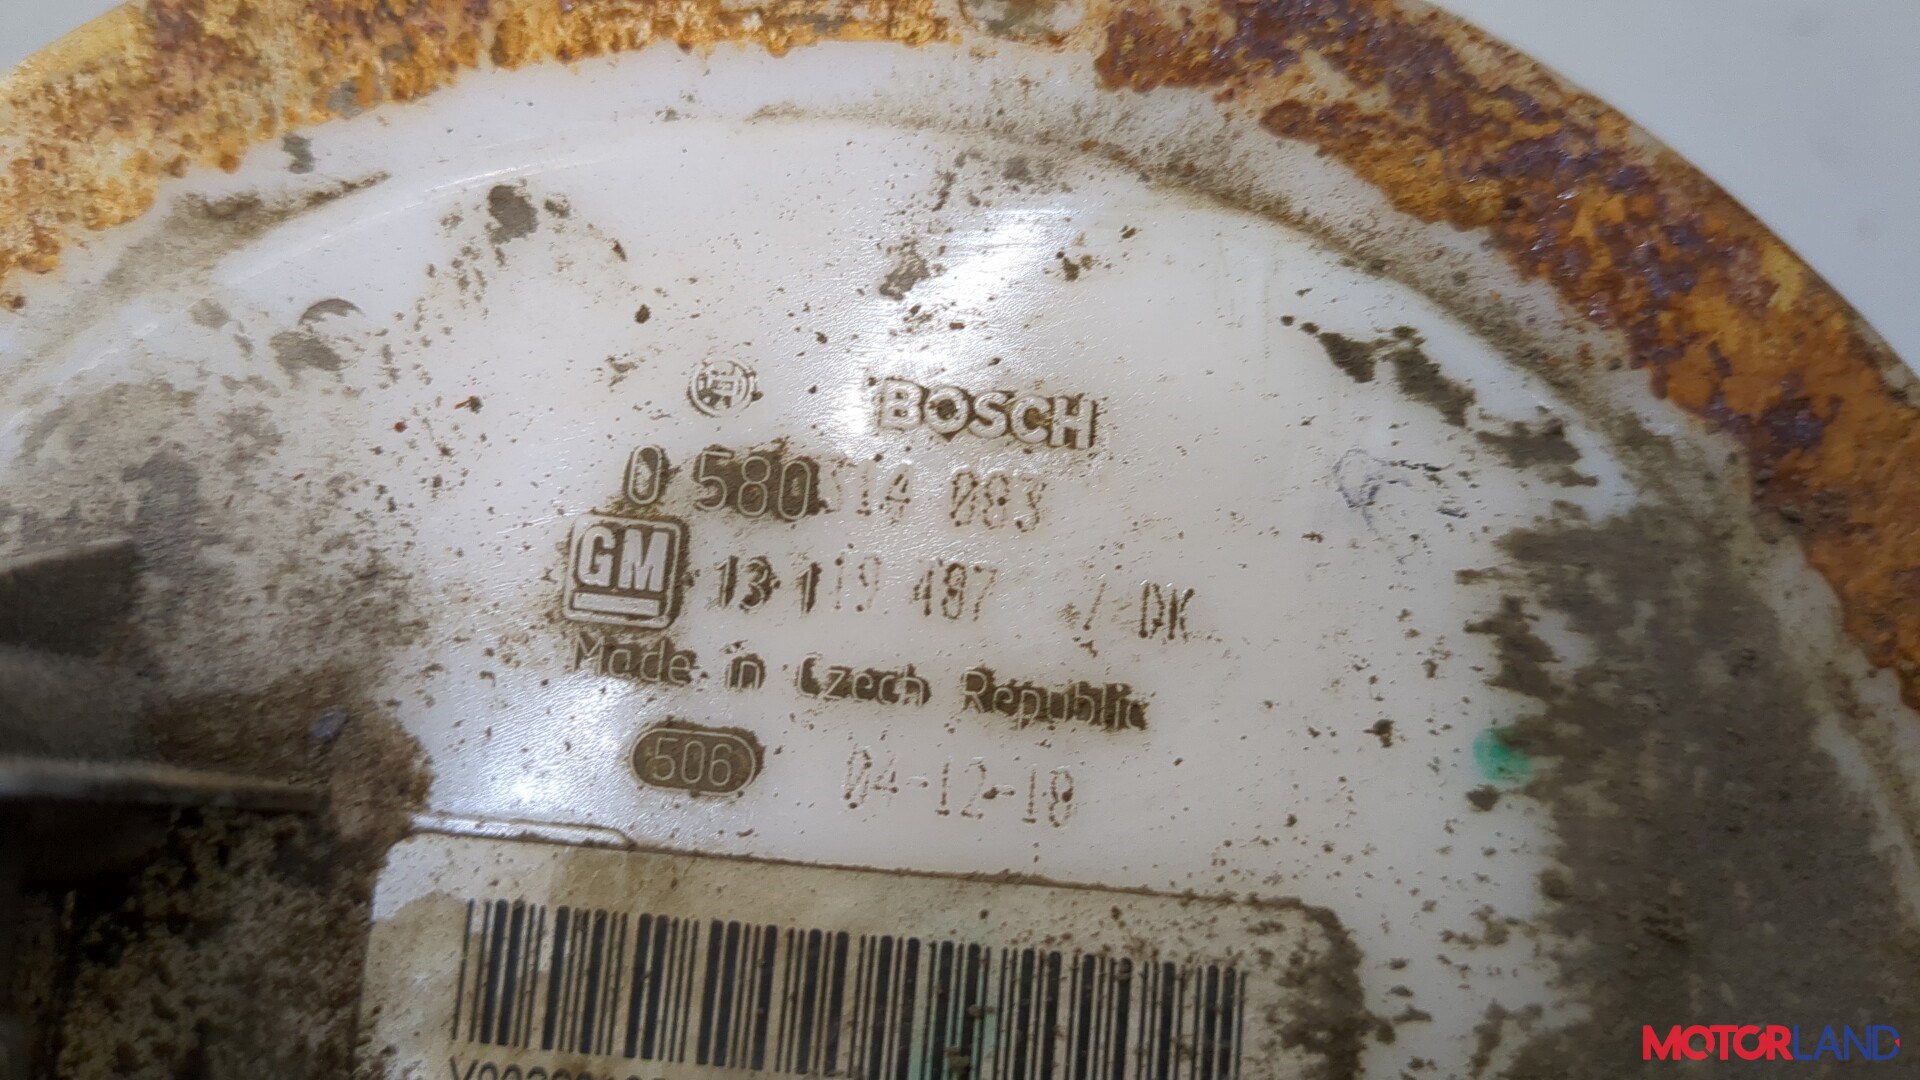 BOSCH
0 580 314 083
GM 13 119 487 / DK
Made in Czech Republic
506 04-12-18
MOTORLAND